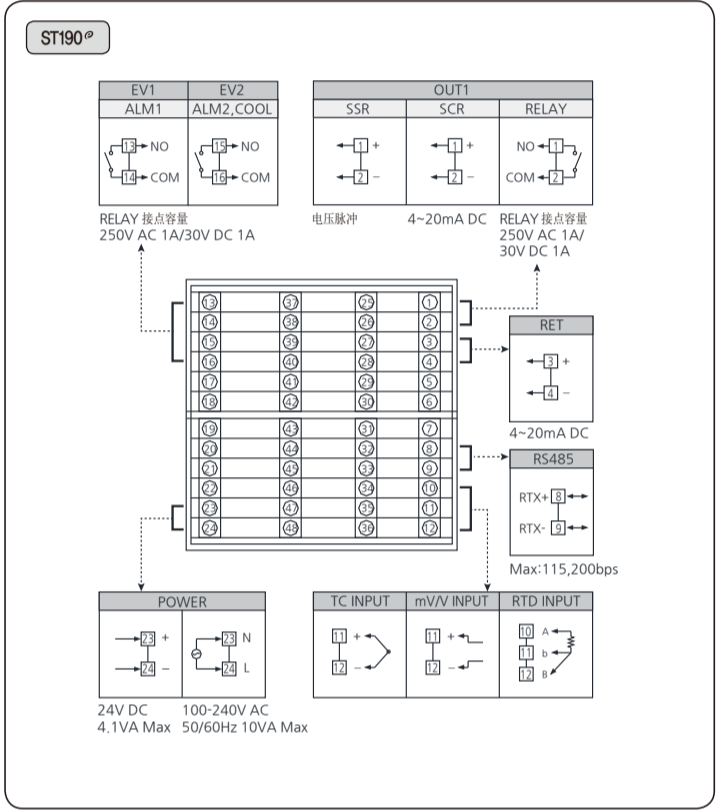 ST190
EV1 EV2
ALM1 ALM2,COOL
13 NO 15 NO
14 COM 16 COM
RELAY 接点容量
250V AC 1A/30V DC 1A
OUT1
SSR SCR RELAY
1 + 1 + NO 1
2 − 2 − COM 2
电压脉冲 4~20mA DC RELAY 接点容量
250V AC 1A/
30V DC 1A
13 37 25 1
14 38 26 2
15 39 27 3
16 40 28 4
17 41 29 5
18 42 30 6
19 43 31 7
20 44 32 8
21 45 33 9
22 46 34 10
23 47 35 11
24 48 36 12
RET
3 +
4 −
4~20mA DC
RS485
RTX+ 8
RTX- 9
Max:115,200bps
POWER
23 + 23 N
24 − 24 L
24V DC 100-240V AC
4.1VA Max 50/60Hz 10VA Max
TC INPUT mV/V INPUT RTD INPUT
11 + 11 + 10 A
11 b
12 − 12 − 12 B